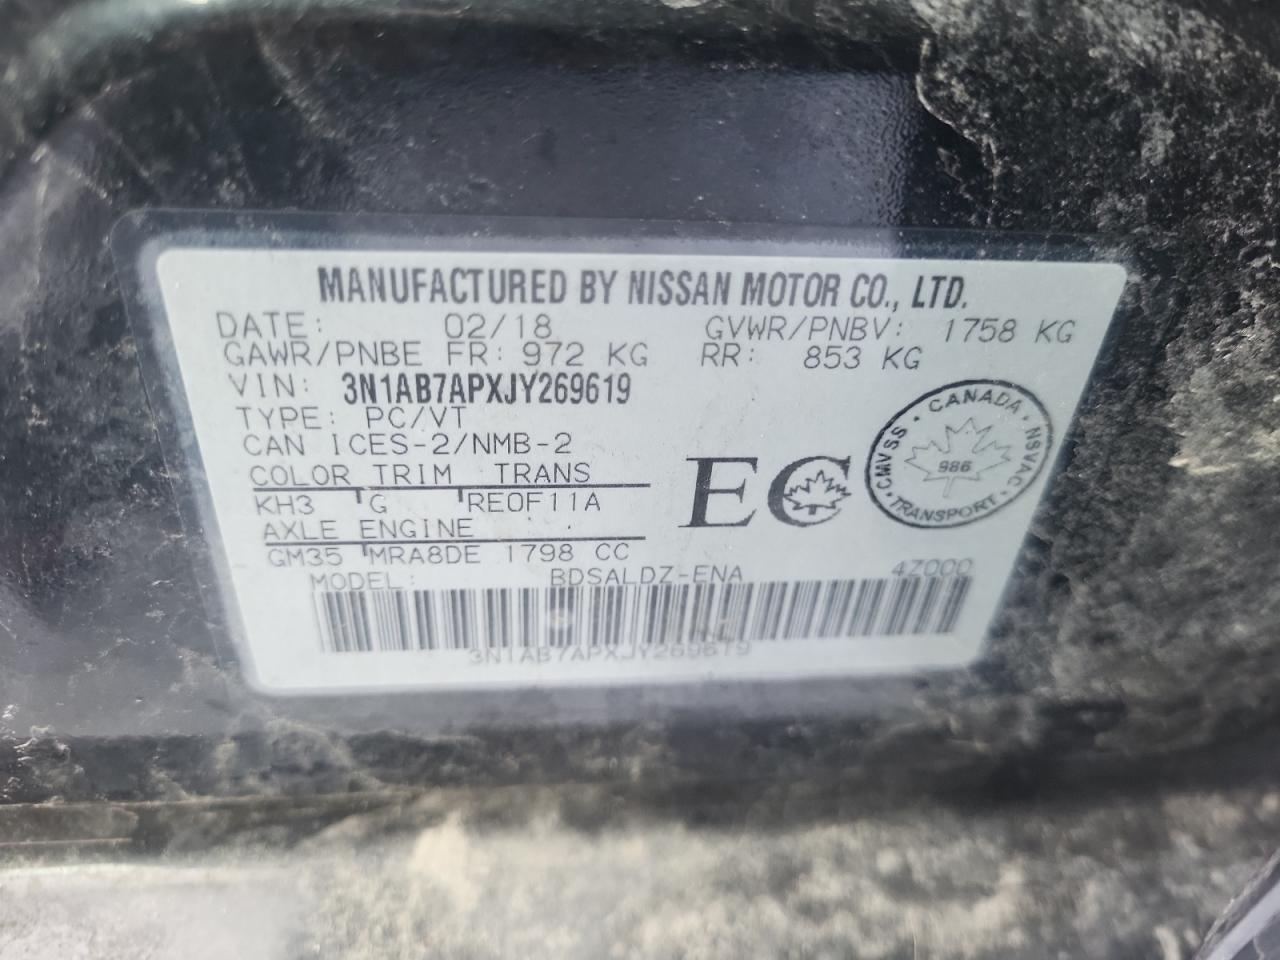 MANUFACTURED BY NISSAN MOTOR CO., LTD.
DATE: 02/18 GVWR/PNBV: 1758 KG
GAWR/PNBE FR: 972 KG RR: 853 KG
VIN: 3N1AB7APXJY269619
TYPE: PC/VT
CAN ICES-2/NMB-2
COLOR TRIM TRANS
KH3 G RE0F11A
AXLE ENGINE
GM35 MRA8DE 1798 CC
MODEL: BDSALDZ-ENA 4Z000
3N1AB7APXJY269619
EC
CANADA
CMVSS NSVAC
986
TRANSPORT